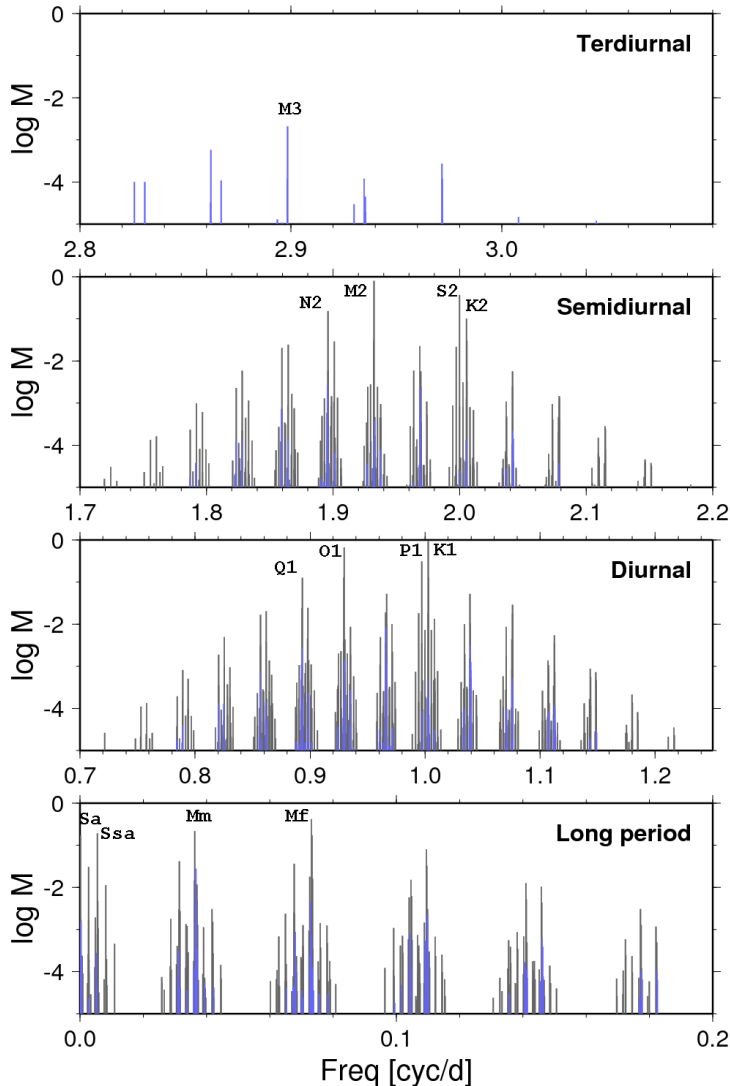 0
Terdiurnal
-2
log M
M3
-4
2.8 2.9 3.0
0
N2 M2 S2 K2
Semidiurnal
-2
log M
-4
1.7 1.8 1.9 2.0 2.1 2.2
0
Q1 O1 P1 K1
Diurnal
-2
log M
-4
0.7 0.8 0.9 1.0 1.1 1.2
0
Sa Ssa Mm Mf
Long period
-2
log M
-4
0.0 0.1 0.2
Freq [cyc/d]